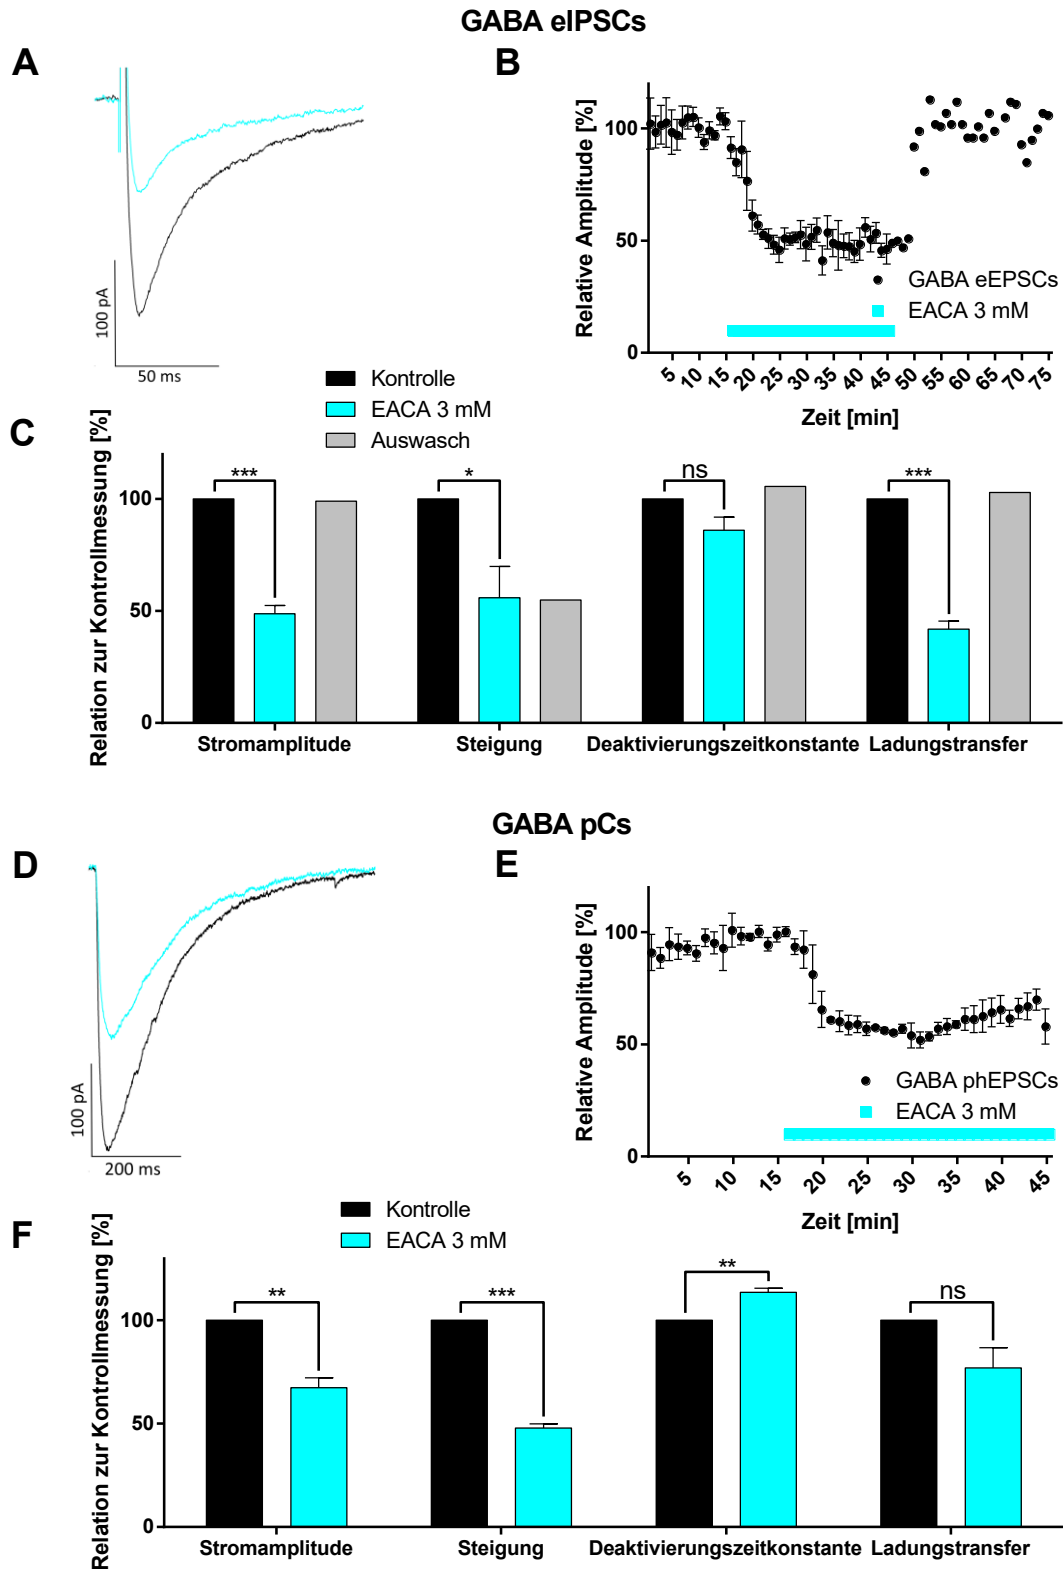 GABA eIPSCs
A
B
100 pA
50 ms
Relative Amplitude [%]
100
50
0
GABA eEPSCs
EACA 3 mM
5 10 15 20 25 30 35 40 45 50 55 60 65 70 75
Zeit [min]
Kontrolle
EACA 3 mM
Auswasch
C
Relation zur Kontrollmessung [%]
100
50
0
*** * ns ***
Stromamplitude Steigung Deaktivierungszeitkonstante Ladungstransfer
GABA pCs
D
E
100 pA
200 ms
Relative Amplitude [%]
100
50
0
GABA phEPSCs
EACA 3 mM
5 10 15 20 25 30 35 40 45
Zeit [min]
Kontrolle
EACA 3 mM
F
Relation zur Kontrollmessung [%]
100
50
0
** *** ** ns
Stromamplitude Steigung Deaktivierungszeitkonstante Ladungstransfer